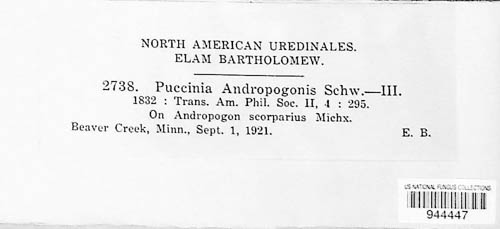 NORTH AMERICAN UREDINALES.
ELAM BARTHOLOMEW.
2738. Puccinia Andropogonis Schw.—III.
1832 : Trans. Am. Phil. Soc. II, 4 : 295.
On Andropogon scorparius Michx.
Beaver Creek, Minn., Sept. 1, 1921. E. B.
US NATIONAL FUNGUS COLLECTIONS
944447